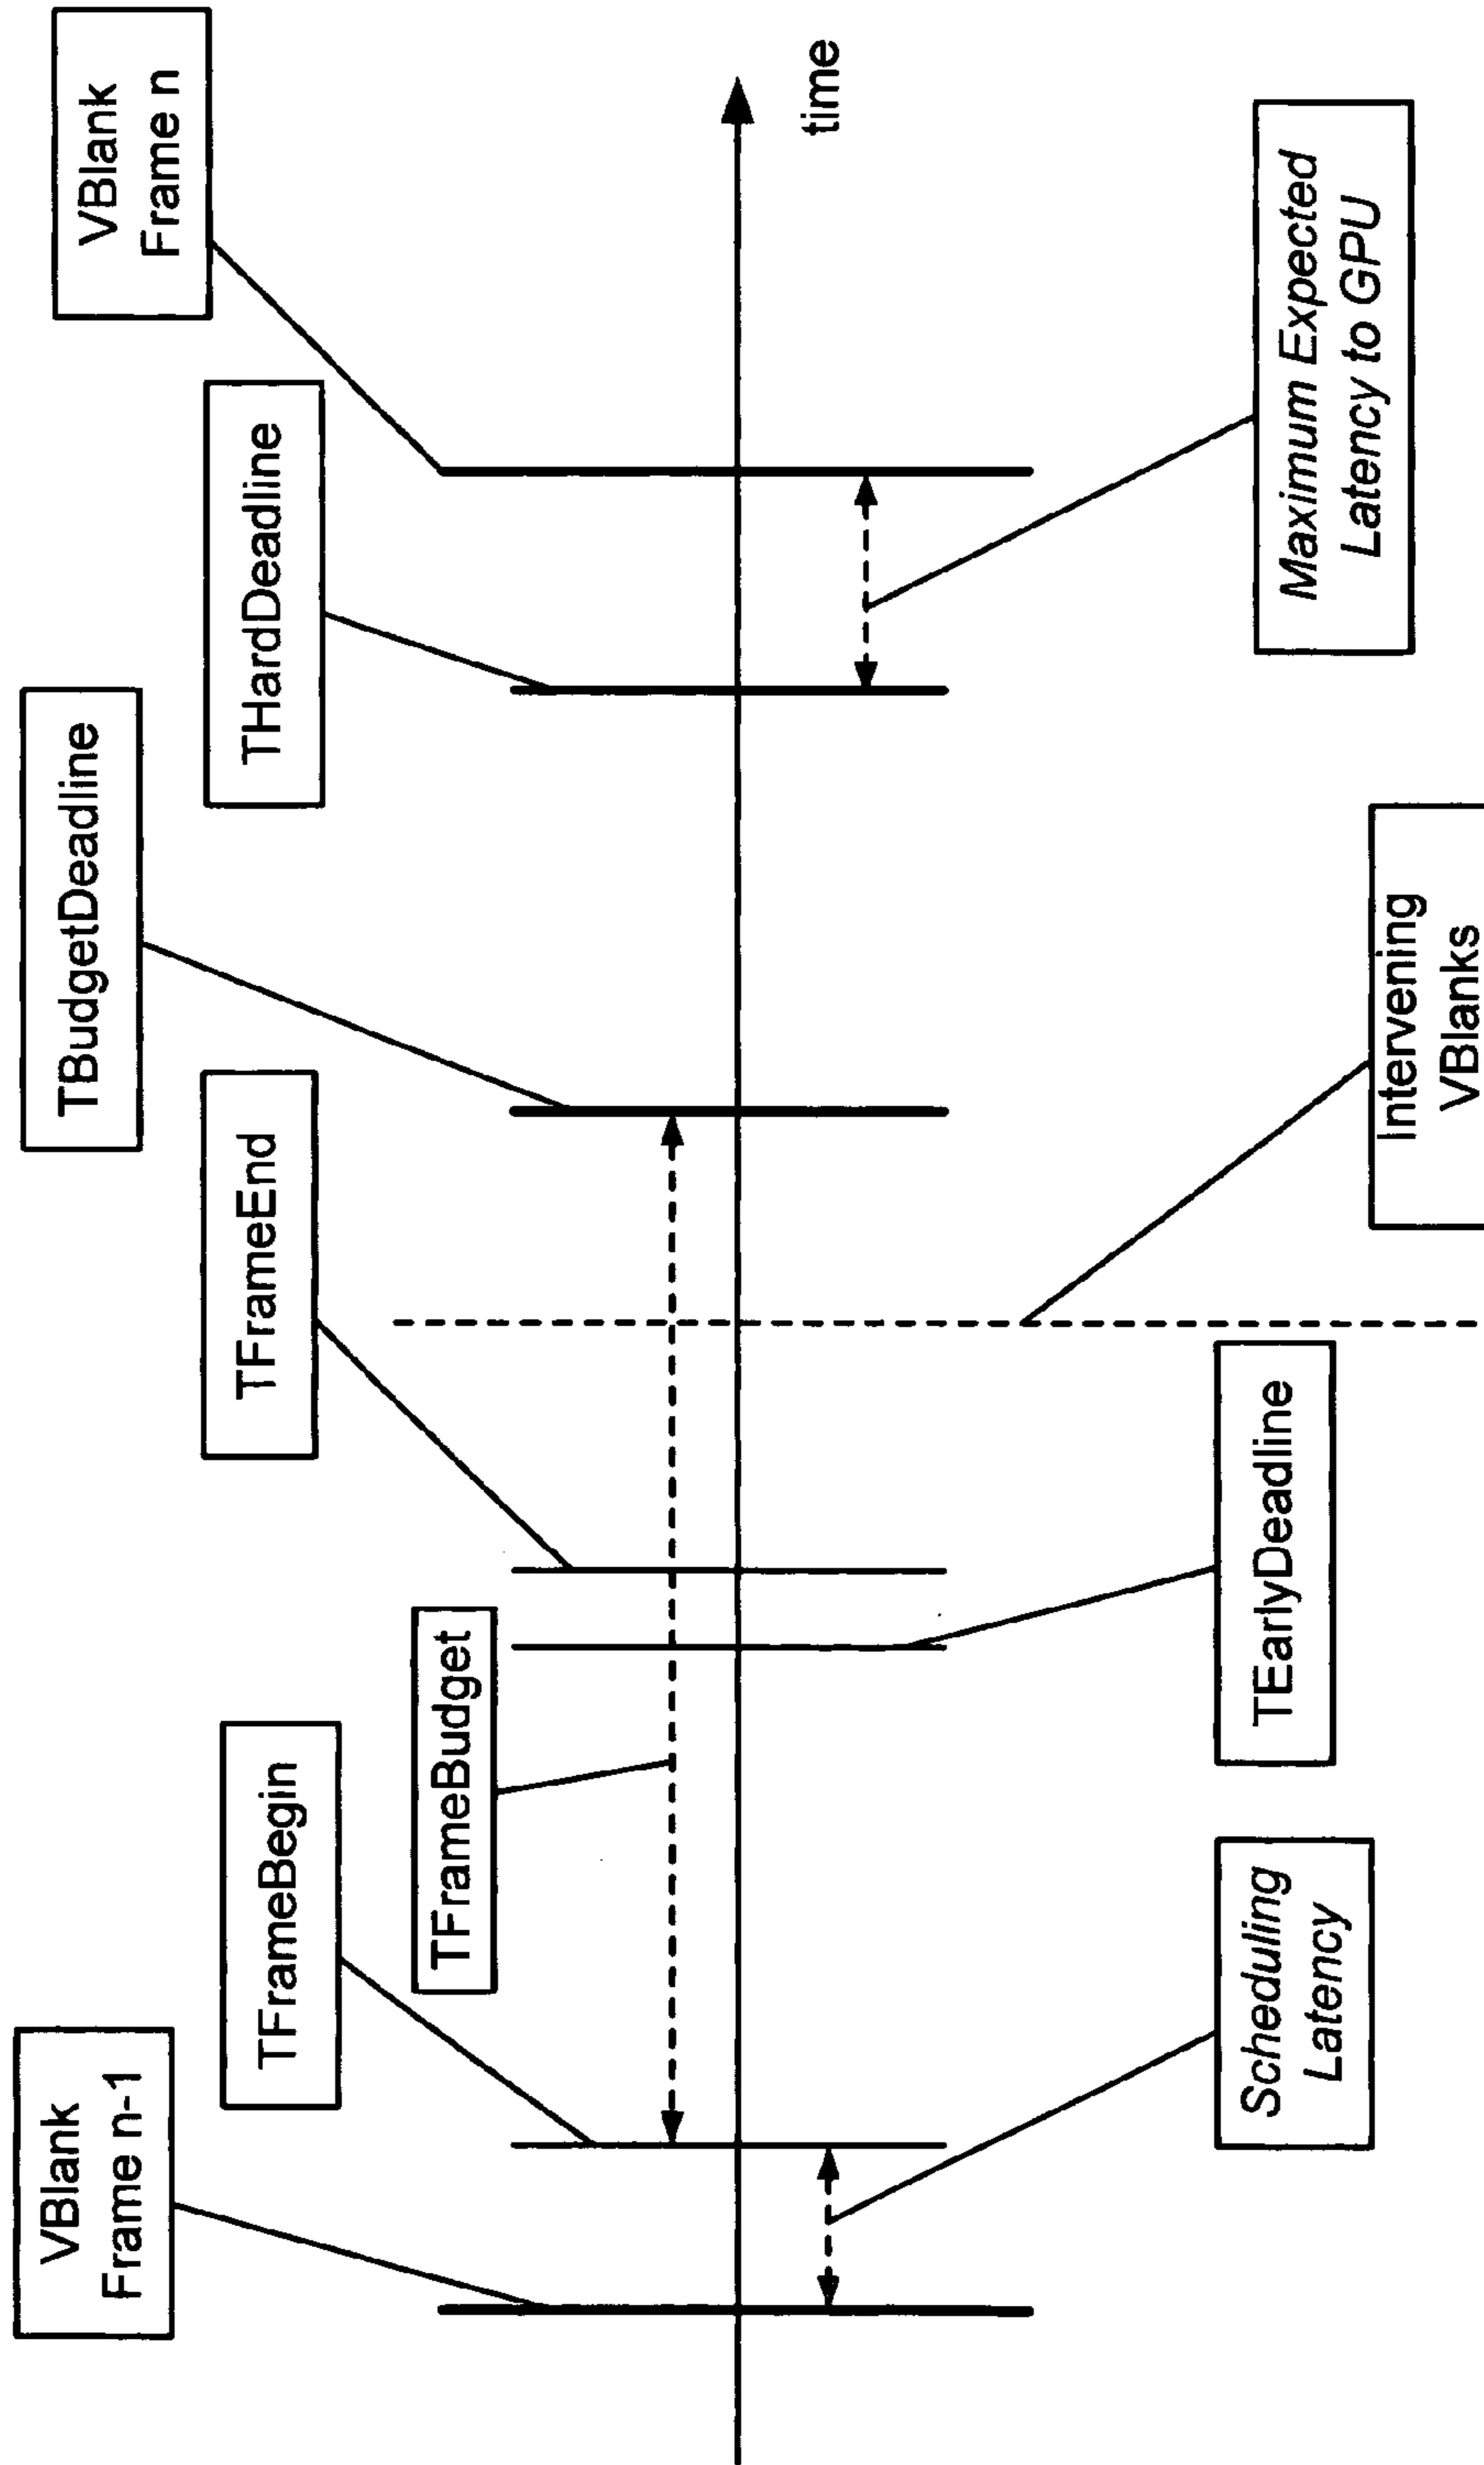 VBlank
Frame n-1
TFrameBegin
TFrameBudget
TFrameEnd
TBudgetDeadline
THardDeadline
VBlank
Frame n
time
Scheduling
Latency
TEarlyDeadline
Intervening
VBlanks
Maximum Expected
Latency to GPU